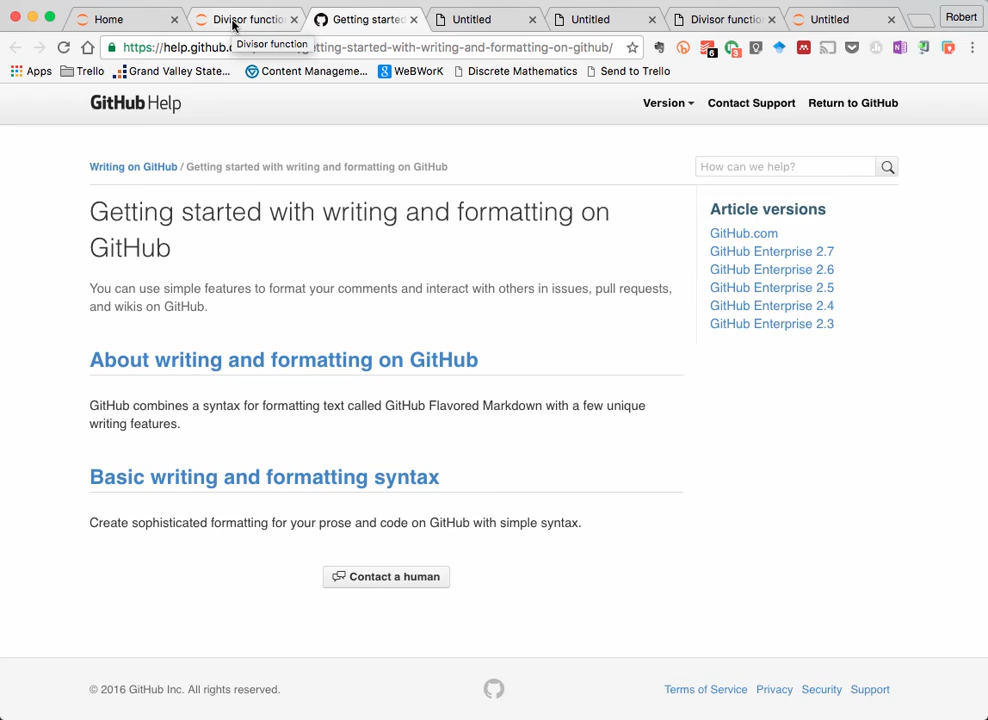 Home
Divisor functio
Getting started
Untitled
Untitled
Divisor functio
Untitled
Robert
https://help.github.c
tting-started-with-writing-and-formatting-on-github/
Divisor function
6
3
Apps
Trello
Grand Valley State...
Content Manageme...
WeBWorK
Discrete Mathematics
Send to Trello
GitHub Help
Version
Contact Support
Return to GitHub
Writing on GitHub / Getting started with writing and formatting on GitHub
How can we help?
Getting started with writing and formatting on
GitHub
You can use simple features to format your comments and interact with others in issues, pull requests,
and wikis on GitHub.
About writing and formatting on GitHub
GitHub combines a syntax for formatting text called GitHub Flavored Markdown with a few unique
writing features.
Basic writing and formatting syntax
Create sophisticated formatting for your prose and code on GitHub with simple syntax.
Contact a human
Article versions
GitHub.com
GitHub Enterprise 2.7
GitHub Enterprise 2.6
GitHub Enterprise 2.5
GitHub Enterprise 2.4
GitHub Enterprise 2.3
© 2016 GitHub Inc. All rights reserved.
Terms of Service
Privacy
Security
Support